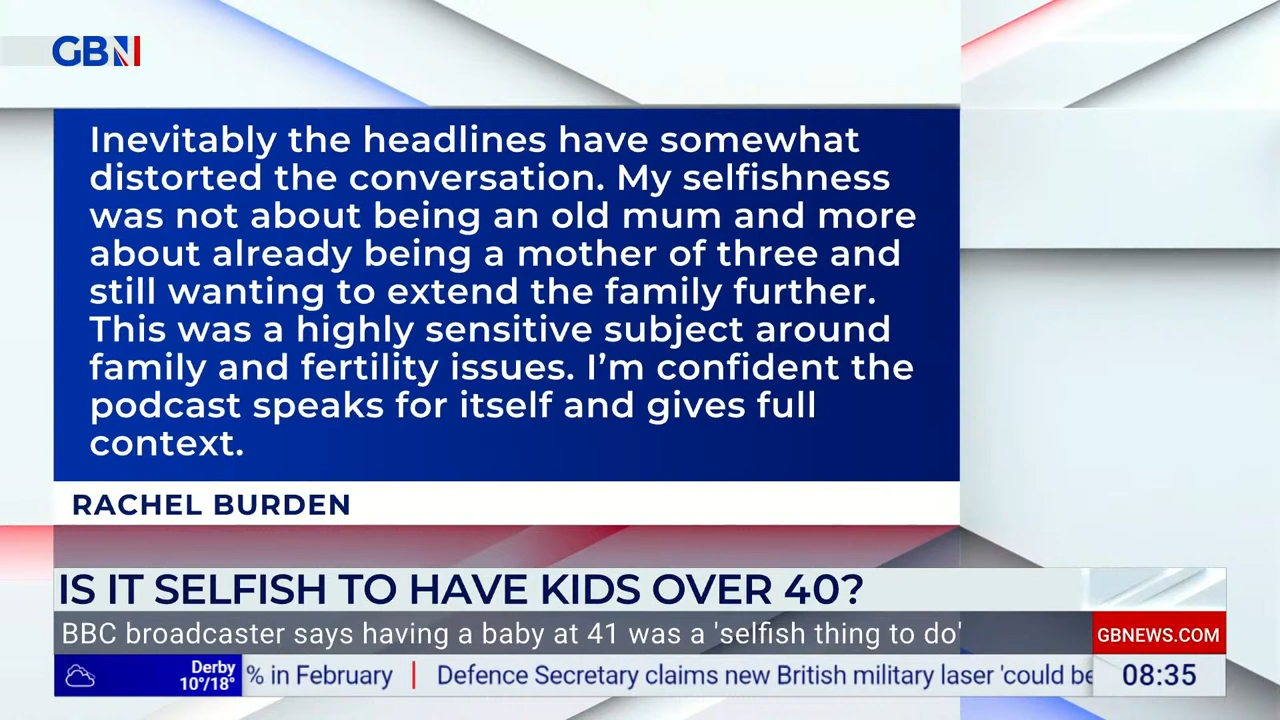 GBN
Inevitably the headlines have somewhat
distorted the conversation. My selfishness
was not about being an old mum and more
about already being a mother of three and
still wanting to extend the family further.
This was a highly sensitive subject around
family and fertility issues. I’m confident the
podcast speaks for itself and gives full
context.
RACHEL BURDEN
IS IT SELFISH TO HAVE KIDS OVER 40?
BBC broadcaster says having a baby at 41 was a 'selfish thing to do'
GBNEWS.COM
Derby
10°/18°
% in February | Defence Secretary claims new British military laser 'could be
08:35